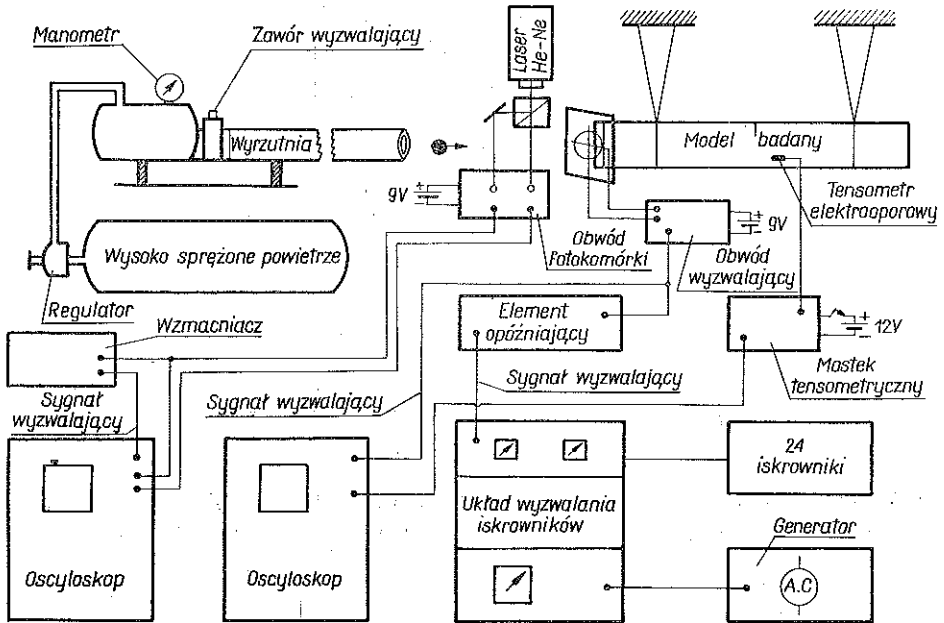 Manometr
Zawór wyzwalający
Laser
He-Ne
Wyrzutnia
Model badany
9V
Tensometr
elektrooporowy
Wysoko sprężone powietrze
Obwód
fotokomórki
9V
Obwód
wyzwalający
Regulator
Wzmacniacz
Element
opóźniający
12V
Mostek
tensometryczny
Sygnał
wyzwalający
Sygnał wyzwalający
Sygnał wyzwalający
24
iskrowniki
Układ wyzwalania
iskrowników
Generator
Oscyloskop
Oscyloskop
A.C